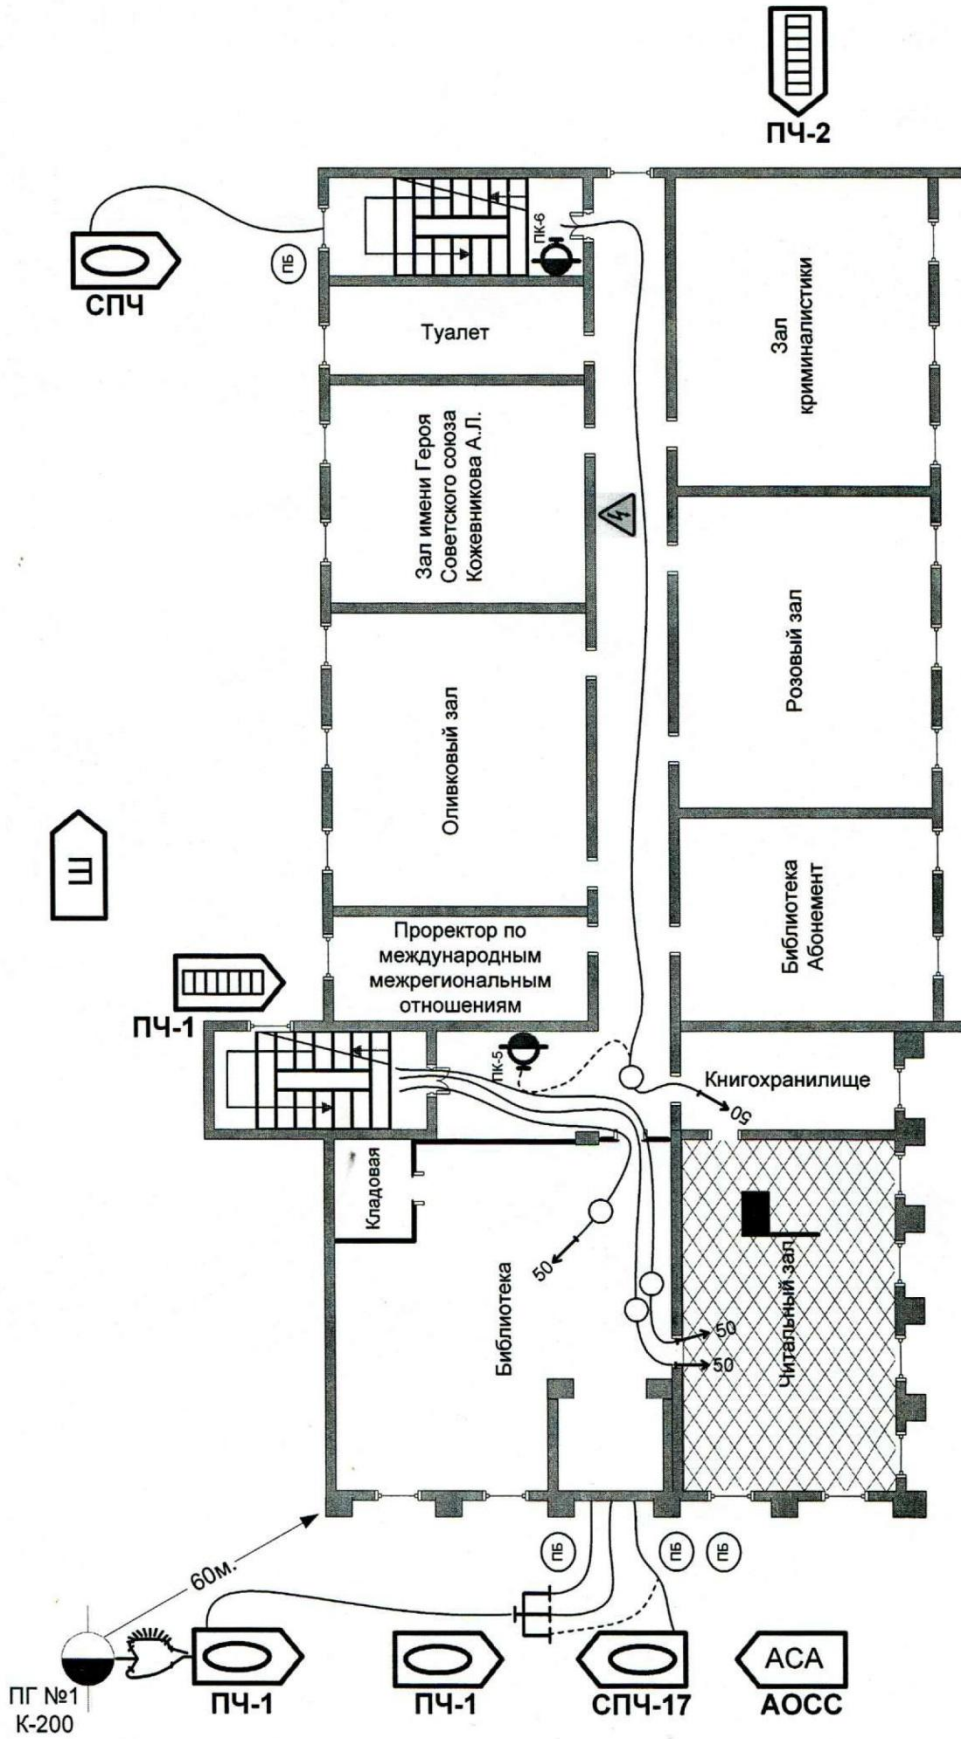 ПЧ-2
СПЧ
ПБ
ПК-6
Туалет
Зал
криминалистики
Зал имени Героя
Советского союза
Кожевникова А.Л.
Розовый зал
Оливковый зал
Ш
Библиотека
Абонемент
Проректор по
международным
межрегиональным
отношениям
ПЧ-1
ПК-5
Книгохранилище
50
Кладовая
50
Библиотека
50
50
Читальный зал
60м.
ПБ
ПБ
ПБ
ПГ №1
К-200
ПЧ-1
ПЧ-1
СПЧ-17
АСА
АОСС